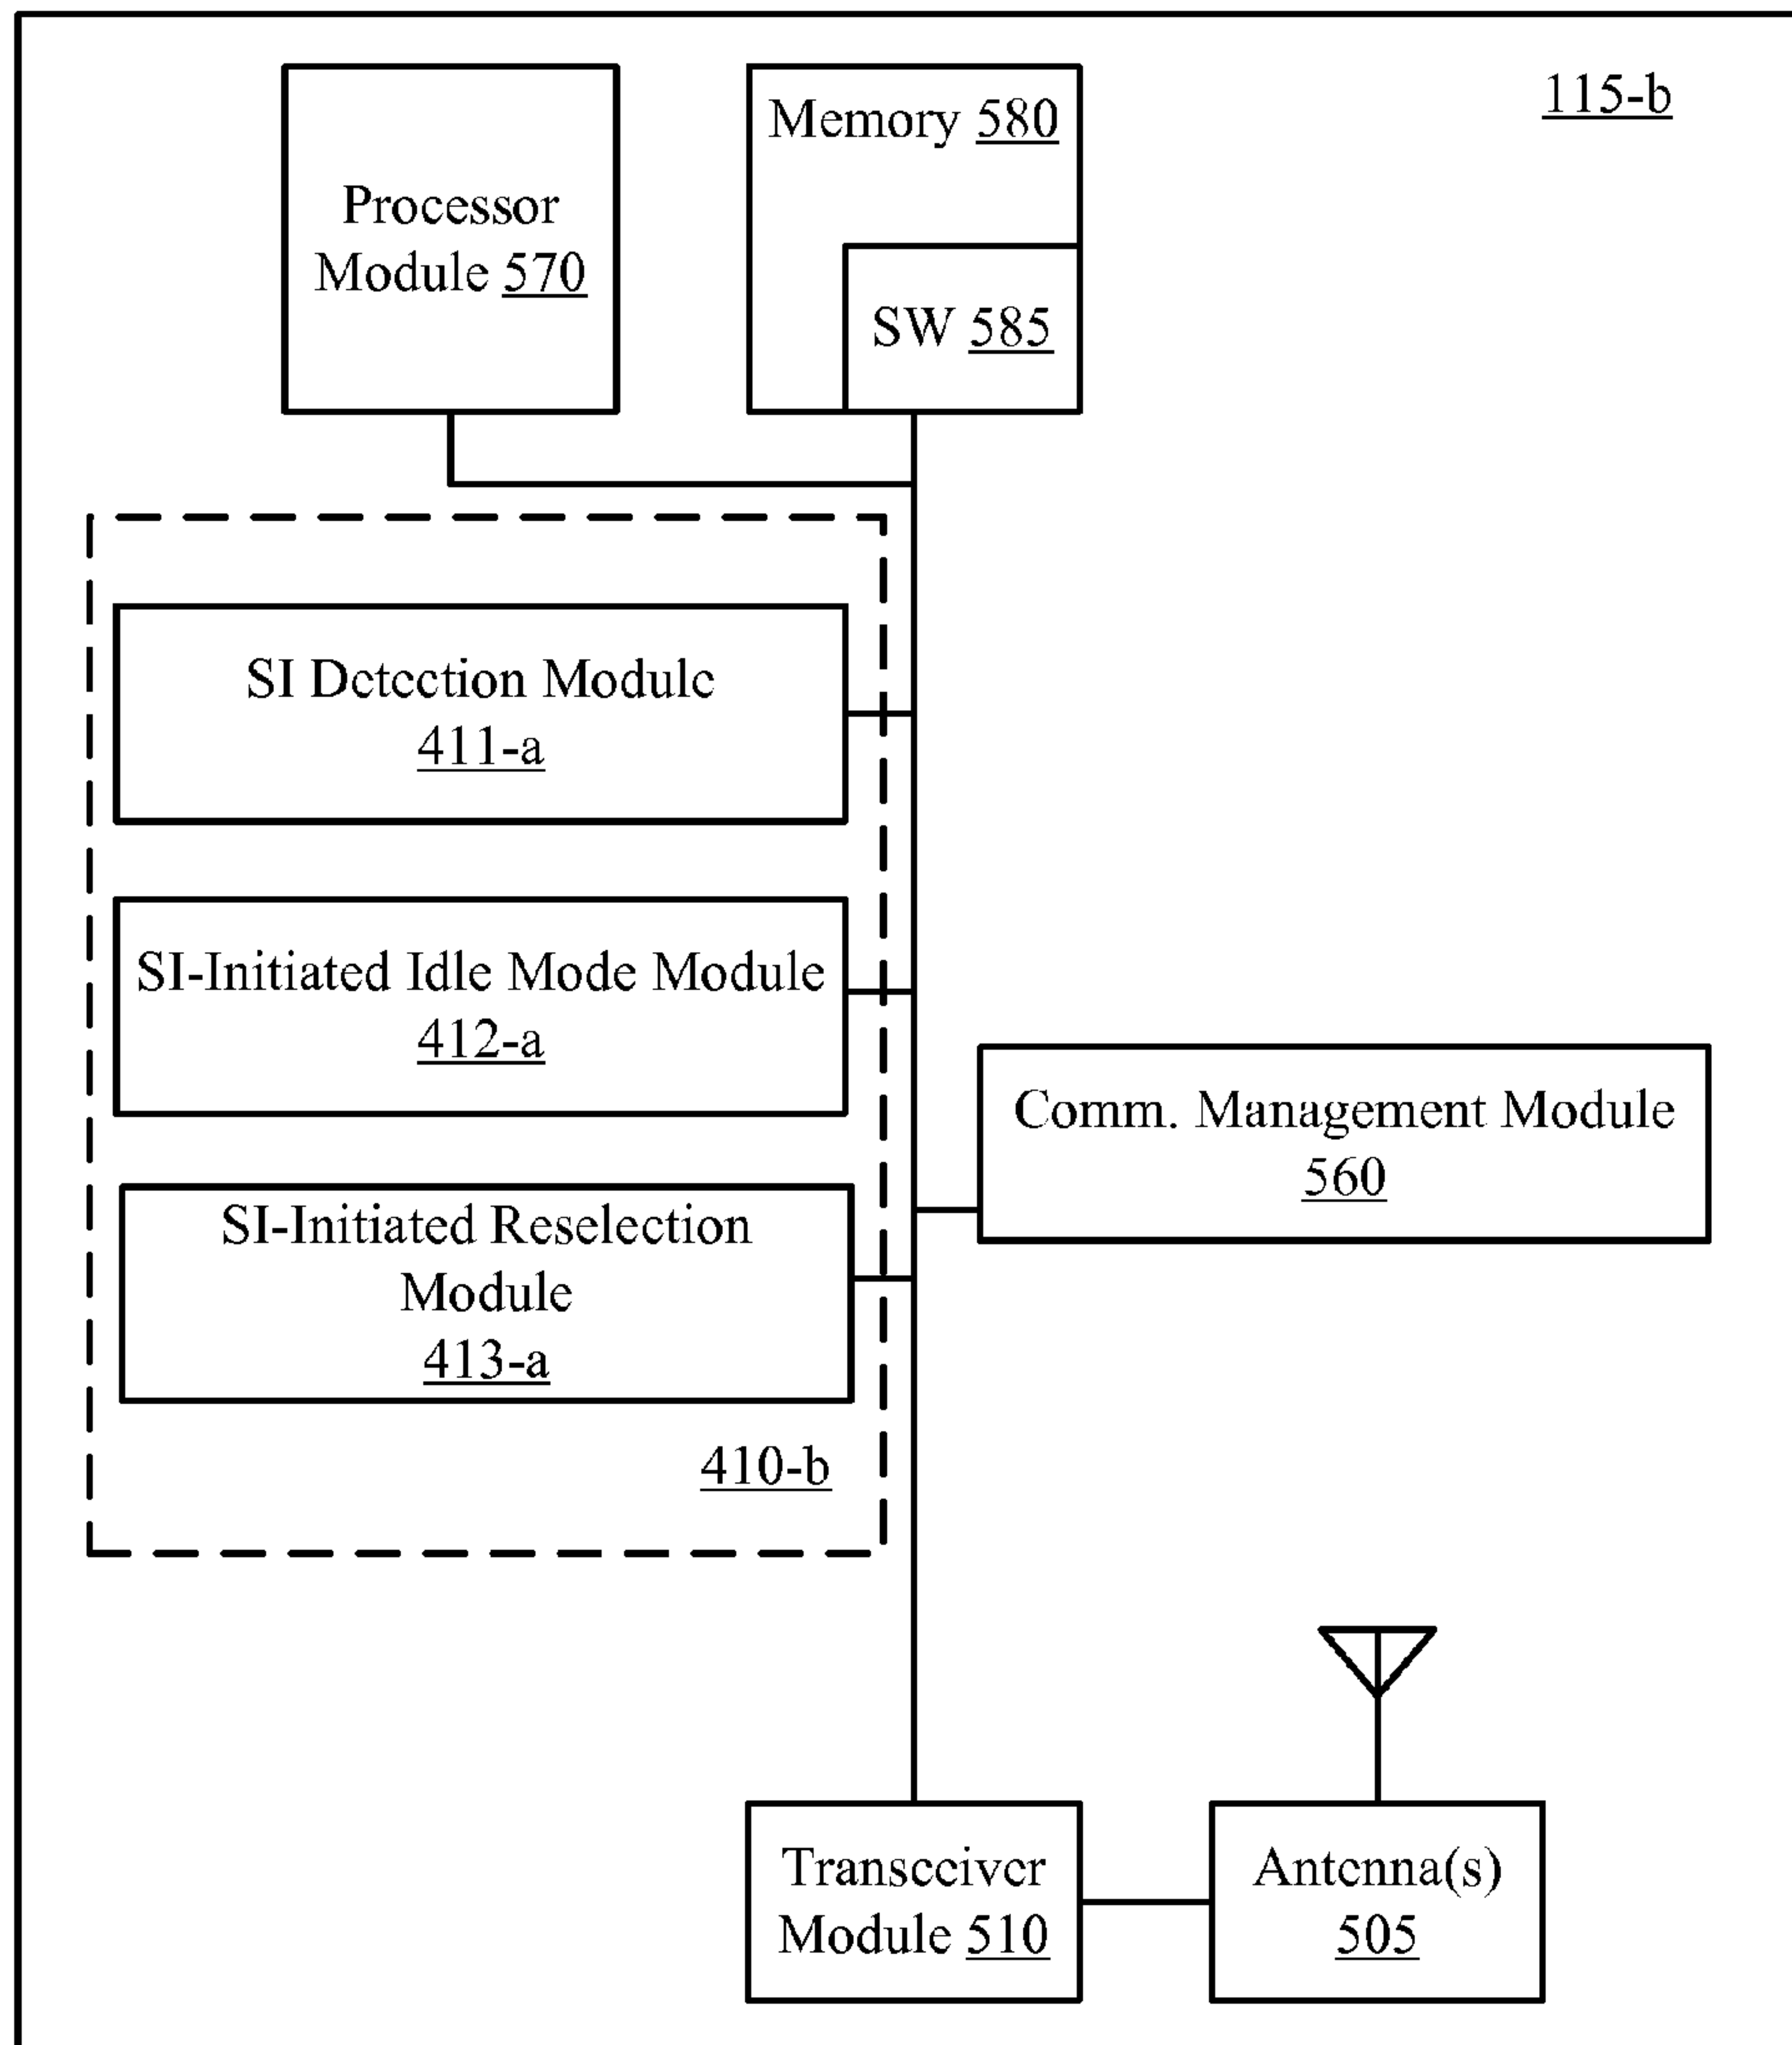 115-b
Processor
Module 570
Memory 580
SW 585
SI Detection Module
411-a
SI-Initiated Idle Mode Module
412-a
SI-Initiated Reselection
Module
413-a
410-b
Comm. Management Module
560
Transceiver
Module 510
Antenna(s)
505